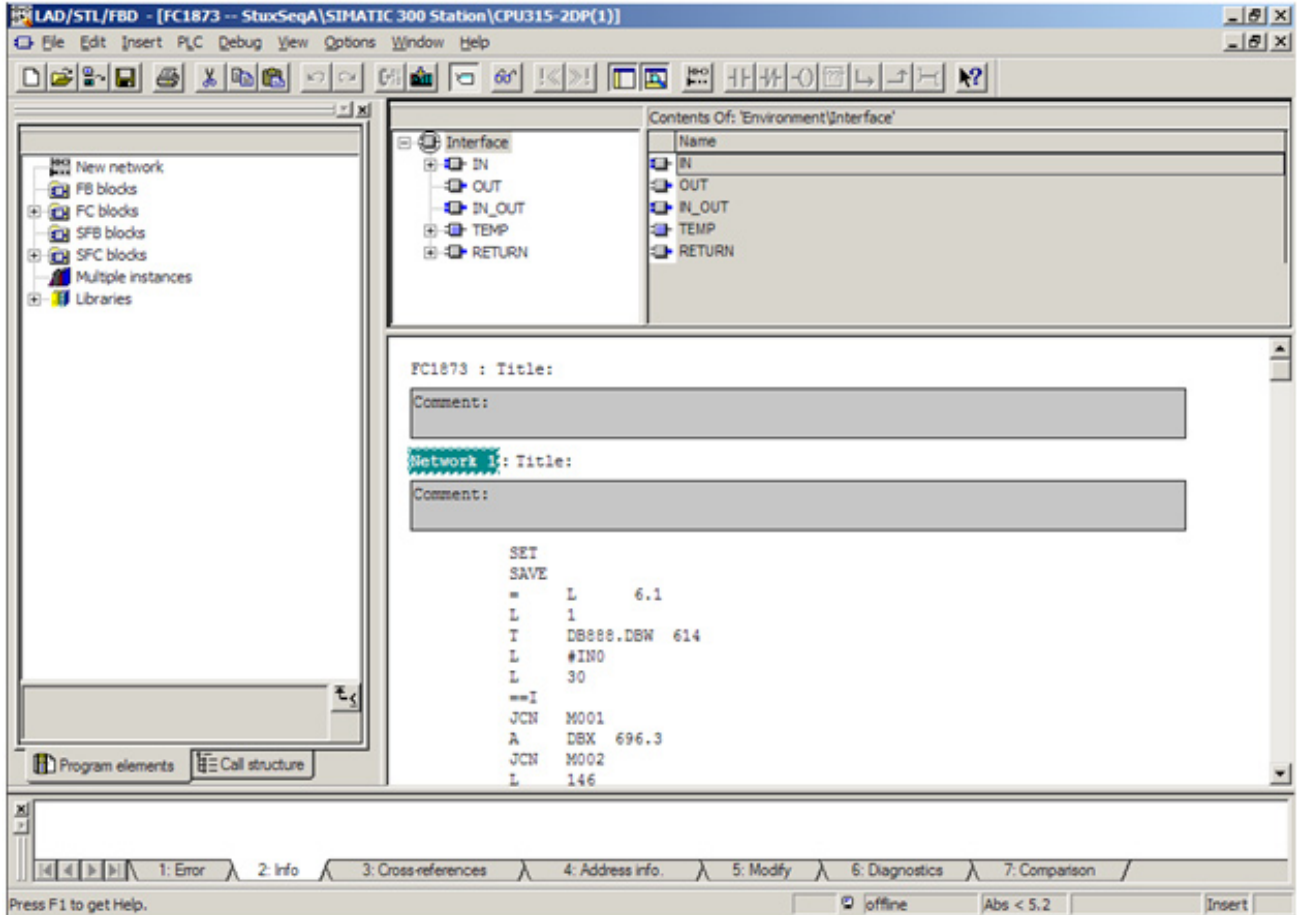 LAD/STL/FBD - [FC1873 -- StuxSeqA\SIMATIC 300 Station\CPU315-2DP(1)]
File Edit Insert PLC Debug View Options Window Help
Contents Of: 'Environment\Interface'
Name
New network
FB blocks
FC blocks
SFB blocks
SFC blocks
Multiple instances
Libraries
Interface
IN
OUT
IN_OUT
TEMP
RETURN
IN
OUT
IN_OUT
TEMP
RETURN
FC1873 : Title:
Comment:
Network 1: Title:
Comment:
SET
SAVE
= L 6.1
L 1
T DB888.DBW 614
L #IN0
L 30
==I
JCN M001
A DBX 696.3
JCN M002
L 146
Program elements Call structure
1: Error 2: Info 3: Cross-references 4: Address info. 5: Modify 6: Diagnostics 7: Comparison
Press F1 to get Help. offline Abs < 5.2 Insert